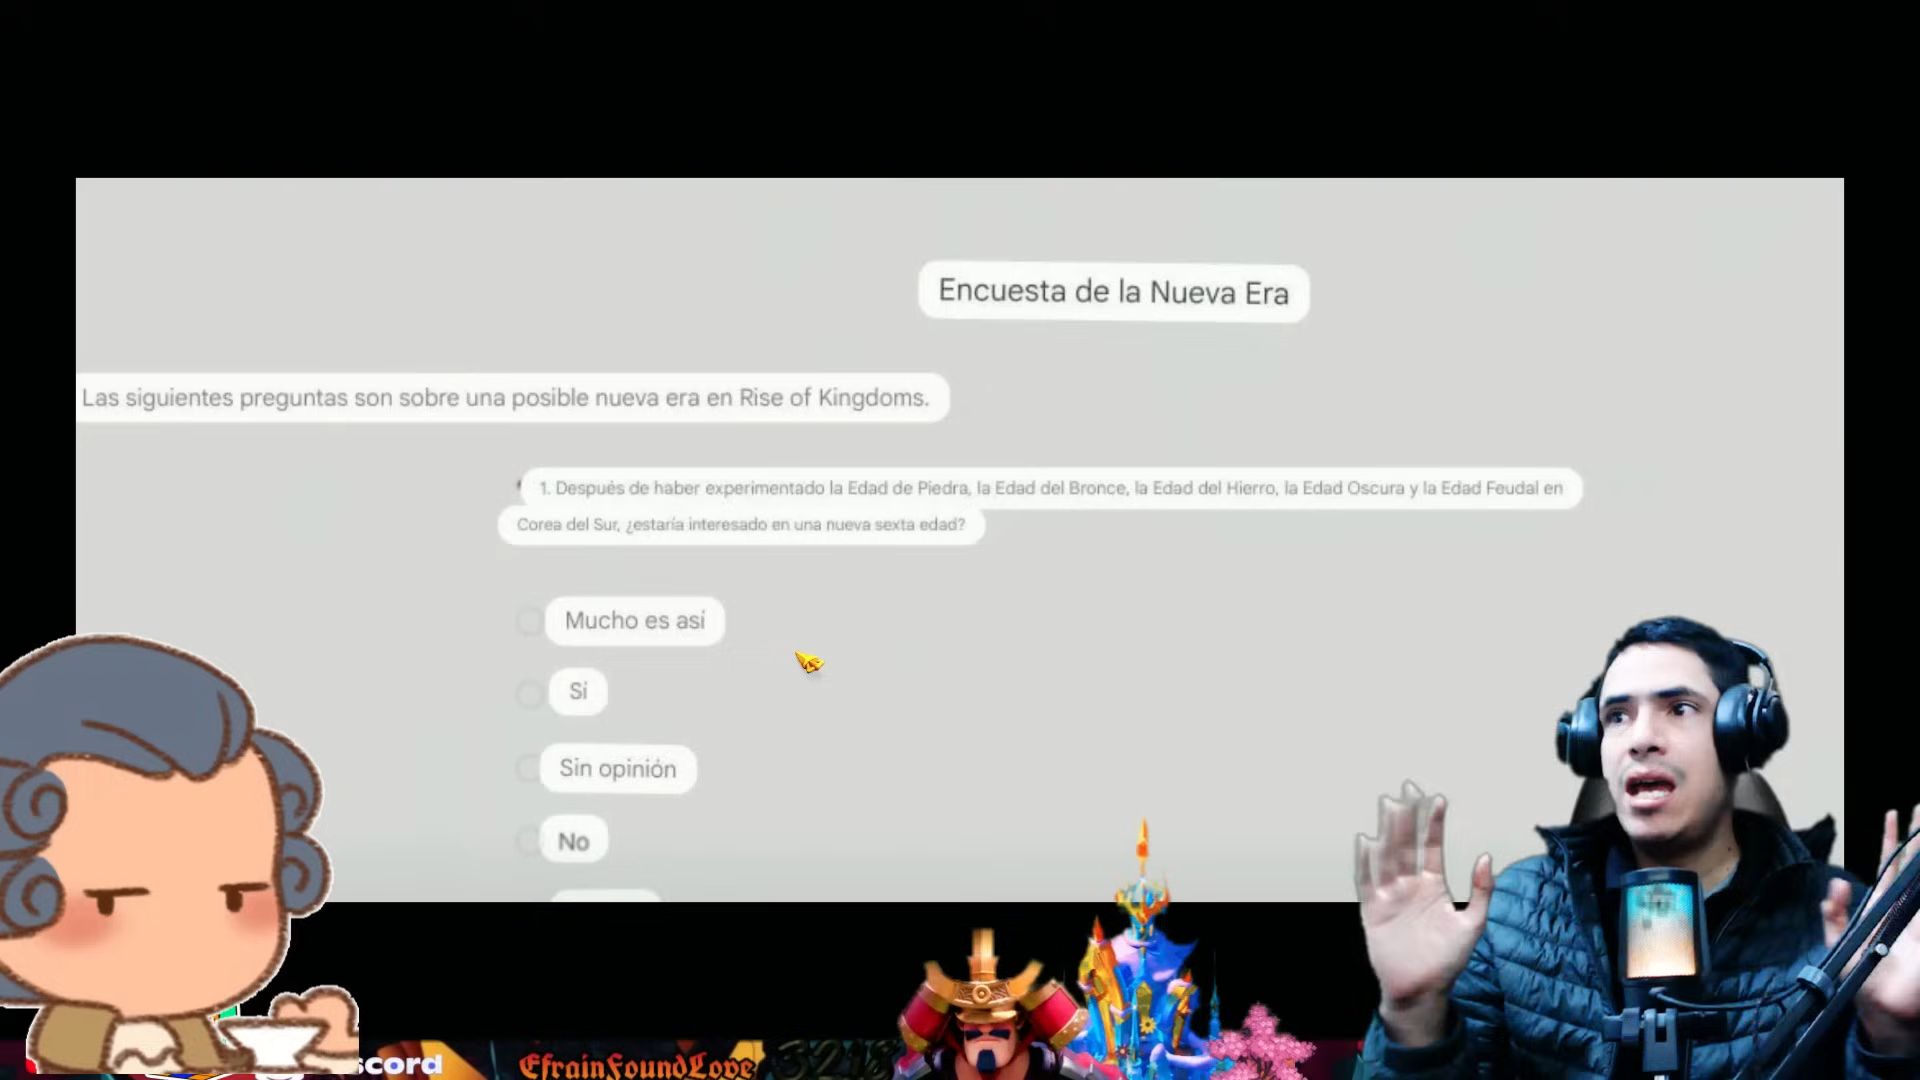 Encuesta de la Nueva Era
Las siguientes preguntas son sobre una posible nueva era en Rise of Kingdoms.
1. Después de haber experimentado la Edad de Piedra, la Edad del Bronce, la Edad del Hierro, la Edad Oscura y la Edad Feudal en
Corea del Sur, ¿estaría interesado en una nueva sexta edad?
Mucho es así
Sí
Sin opinión
No
scord
EfrainFoundLove 3218